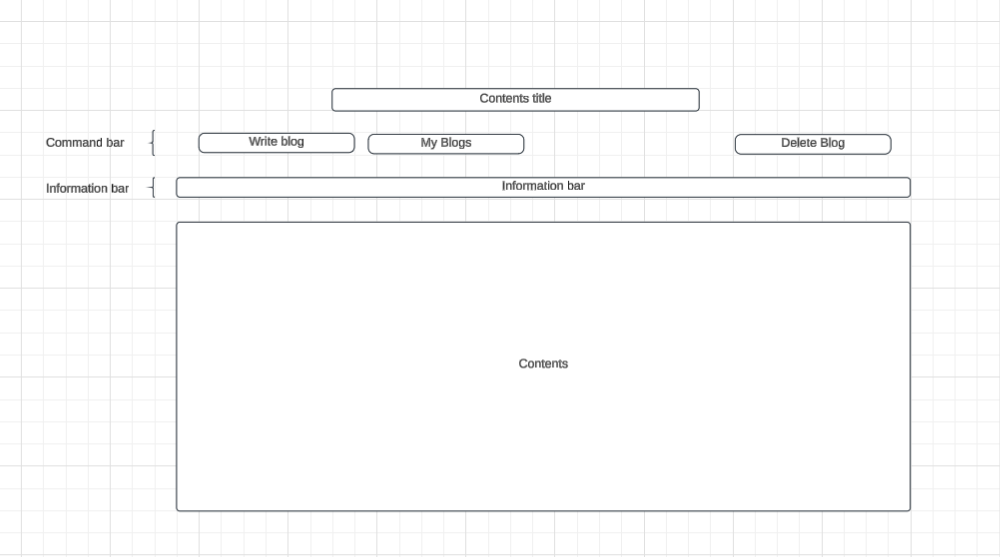 Contents title
Command bar
Write blog
My Blogs
Delete Blog
Information bar
Information bar
Contents